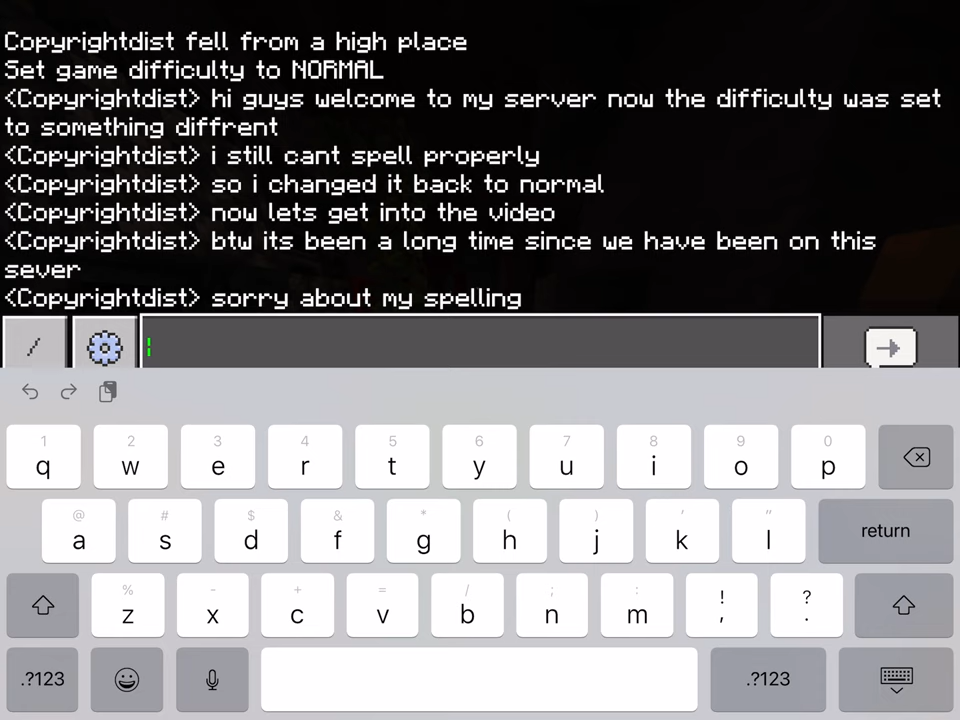 Copyrightdist fell from a high place
Set game difficulty to NORMAL
<Copyrightdist> hi guys welcome to my server now the difficulty was set
to something diffrent
<Copyrightdist> i still cant spell properly
<Copyrightdist> so i changed it back to normal
<Copyrightdist> now lets get into the video
<Copyrightdist> btw its been a long time since we have been on this
sever
<Copyrightdist> sorry about my spelling
/
1 2 3 4 5 6 7 8 9 0
q w e r t y u i o p
@ # $ & * ( ) ' "
a s d f g h j k l return
% - + = / ; : ! ?
z x c v b n m , .
.?123 .?123